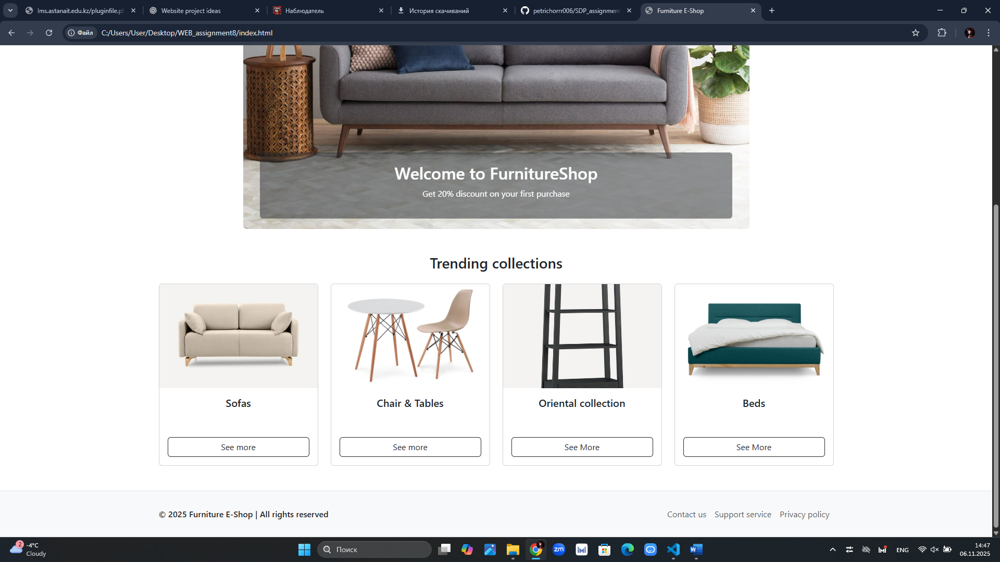 lms.astanait.edu.kz/pluginfile.ph
Website project ideas
Наблюдатель
История скачиваний
petrichorrr006/SDP_assignment
Furniture E-Shop
Файл
C:/Users/User/Desktop/WEB_assignment8/index.html
Welcome to FurnitureShop
Get 20% discount on your first purchase
Trending collections
Sofas
Chair & Tables
Oriental collection
Beds
See more
See more
See More
See More
© 2025 Furniture E-Shop | All rights reserved
Contact us
Support service
Privacy policy
2
-4°C
Cloudy
Поиск
zm
W
ENG
14:47
06.11.2025